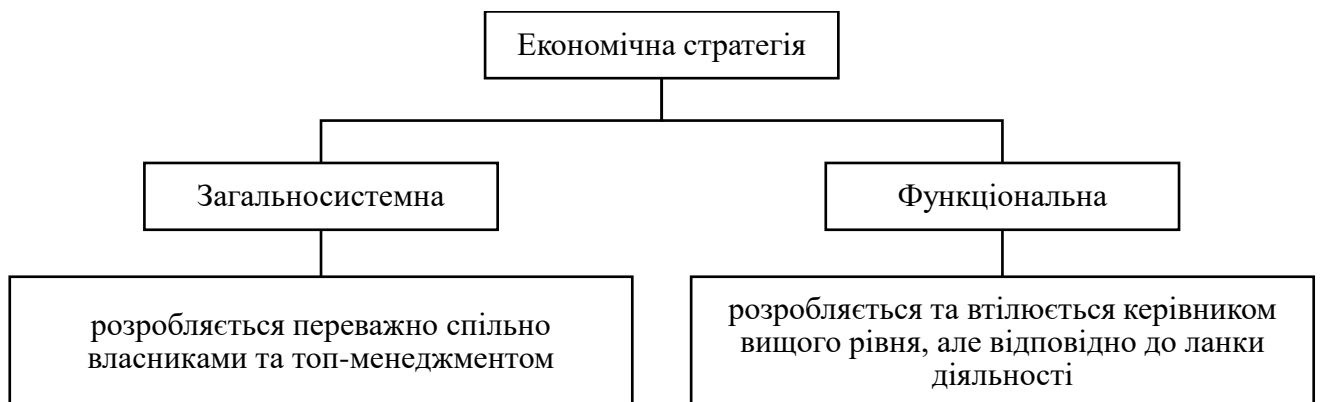 Економічна стратегія
Загальносистемна
Функціональна
розробляється переважно спільно
власниками та топ-менеджментом
розробляється та втілюється керівником
вищого рівня, але відповідно до ланки
діяльності